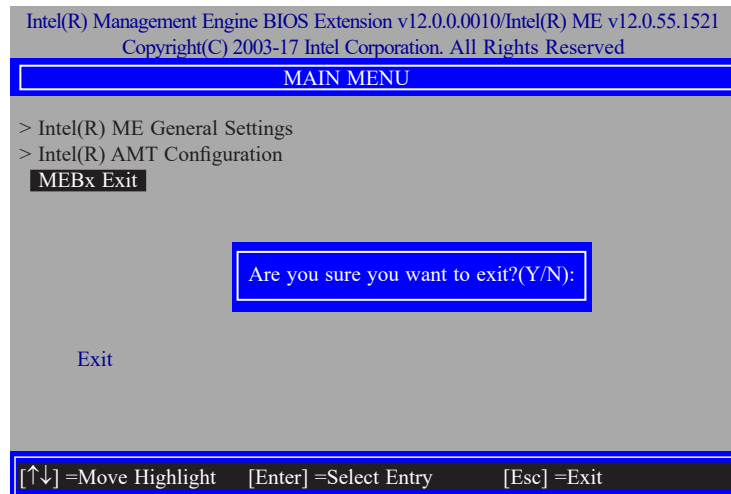 Intel(R) Management Engine BIOS Extension v12.0.0.0010/Intel(R) ME v12.0.55.1521
Copyright(C) 2003-17 Intel Corporation. All Rights Reserved
MAIN MENU
> Intel(R) ME General Settings
> Intel(R) AMT Configuration
MEBx Exit
Are you sure you want to exit?(Y/N):
Exit
[↑↓] =Move Highlight [Enter] =Select Entry [Esc] =Exit